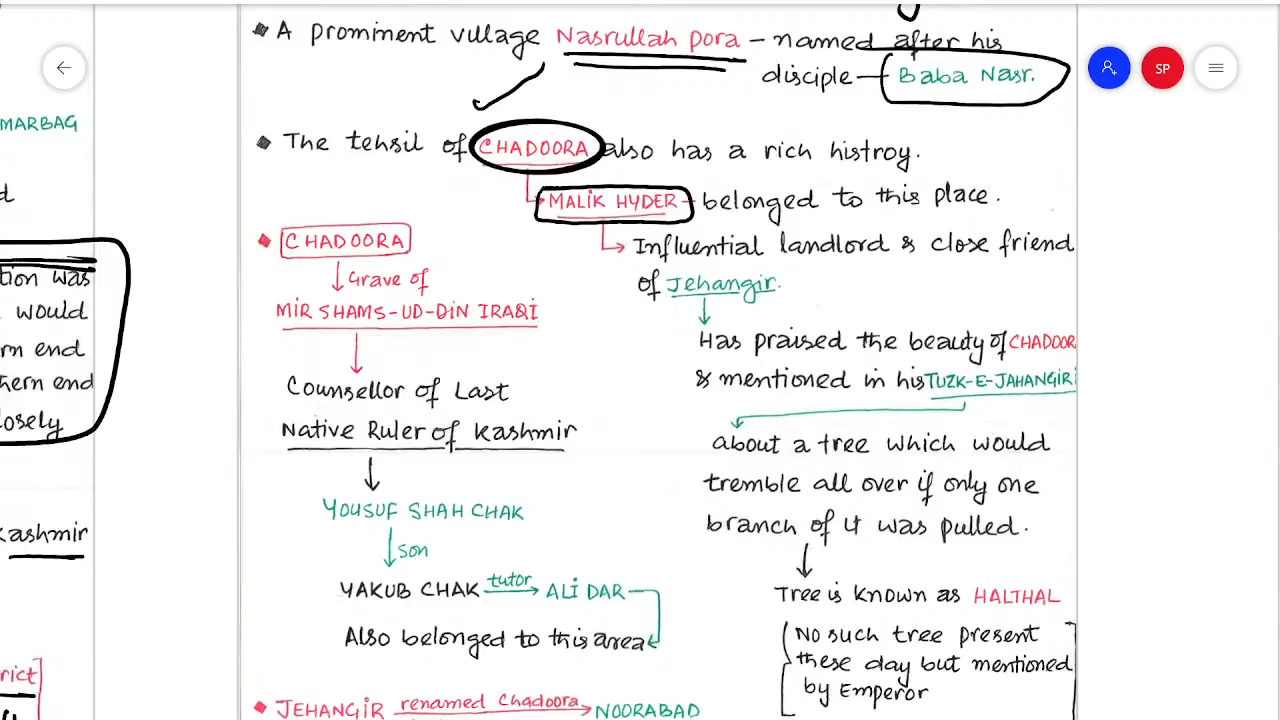 A prominent village Nasrullah pora – named after his
disciple – Baba Nasr.
The tehsil of CHADOORA also has a rich histroy.
MALIK HYDER – belonged to this place.
Influential landlord & close friend
of Jehangir.
Has praised the beauty of CHADOOR
& mentioned in his TUZK-E-JAHANGIRi
about a tree which would
tremble all over if only one
branch of it was pulled.
Tree is known as HALTHAL
No such tree present
these day but mentioned
by Emperor
CHADOORA
Grave of
MIR SHAMS-UD-DIN IRAQI
Counsellor of Last
Native Ruler of Kashmir
YOUSUF SHAH CHAK
son
YAKUB CHAK tutor ALI DAR
Also belonged to this area
JEHANGIR renamed Chadoora NOORABAD
MARBAG
d
tion was
would
rn end
hern end
losely
Kashmir
rict
SP